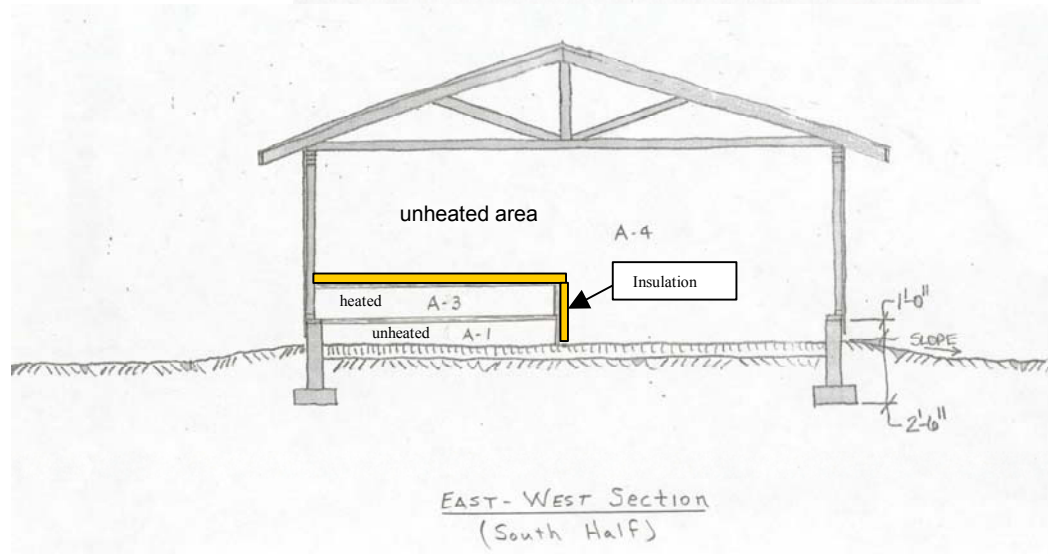 unheated area
A-4
Insulation
heated A-3
unheated A-1
1'-0"
SLOPE
2'-6"
EAST-WEST Section
(South Half)